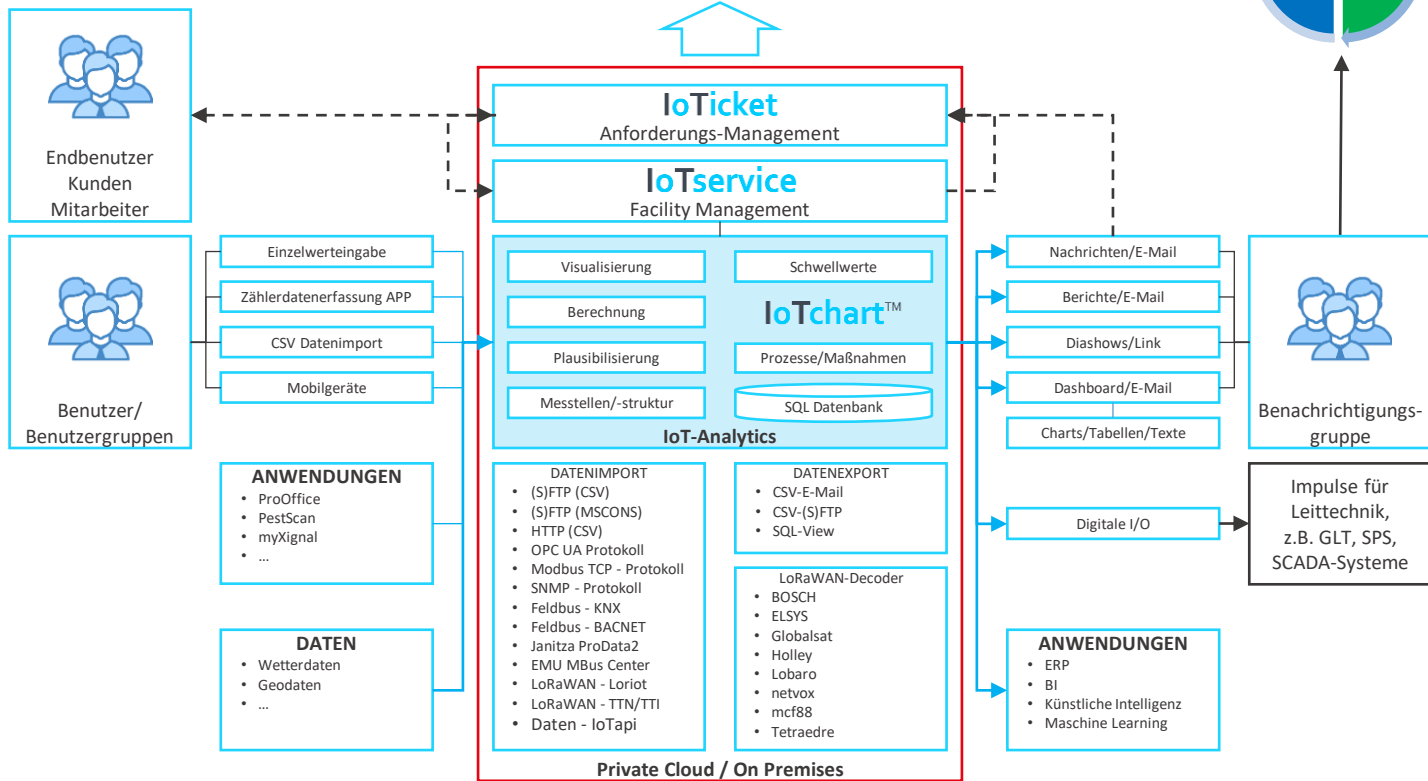 Endbenutzer
Kunden
Mitarbeiter
Benutzer/
Benutzergruppen
Einzelwerteingabe
Zählerdatenerfassung APP
CSV Datenimport
Mobilgeräte
ANWENDUNGEN
• ProOffice
• PestScan
• myXignal
• ...
DATEN
• Wetterdaten
• Geodaten
• ...
IoTicket
Anforderungs-Management
IoTservice
Facility Management
Visualisierung
Berechnung
Plausibilisierung
Messtellen/-struktur
Schwellwerte
IoTchart™
Prozesse/Maßnahmen
SQL Datenbank
IoT-Analytics
DATENIMPORT
• (S)FTP (CSV)
• (S)FTP (MSCONS)
• HTTP (CSV)
• OPC UA Protokoll
• Modbus TCP - Protokoll
• SNMP - Protokoll
• Feldbus - KNX
• Feldbus - BACNET
• Janitza ProData2
• EMU MBus Center
• LoRaWAN - Loriot
• LoRaWAN - TTN/TTI
• Daten - IoTapi
DATENEXPORT
• CSV-E-Mail
• CSV-(S)FTP
• SQL-View
LoRaWAN-Decoder
• BOSCH
• ELSYS
• Globalsat
• Holley
• Lobaro
• netvox
• mcf88
• Tetraedre
Private Cloud / On Premises
Nachrichten/E-Mail
Berichte/E-Mail
Diashows/Link
Dashboard/E-Mail
Charts/Tabellen/Texte
Digitale I/O
ANWENDUNGEN
• ERP
• BI
• Künstliche Intelligenz
• Maschine Learning
Benachrichtigungs-
gruppe
Impulse für
Leittechnik,
z.B. GLT, SPS,
SCADA-Systeme